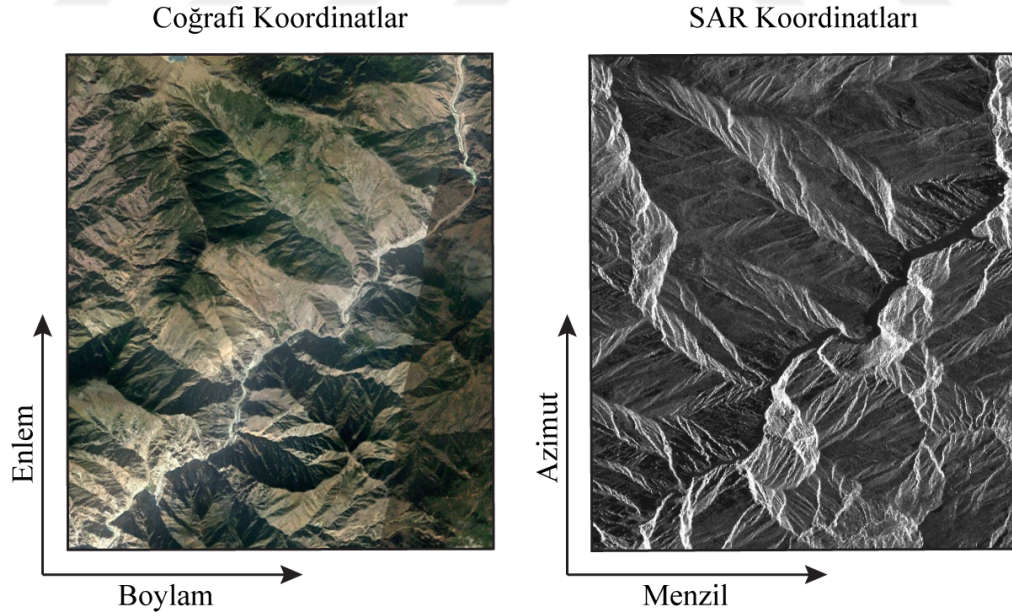 Coğrafi Koordinatlar
SAR Koordinatları
Enlem
Boylam
Azimut
Menzil